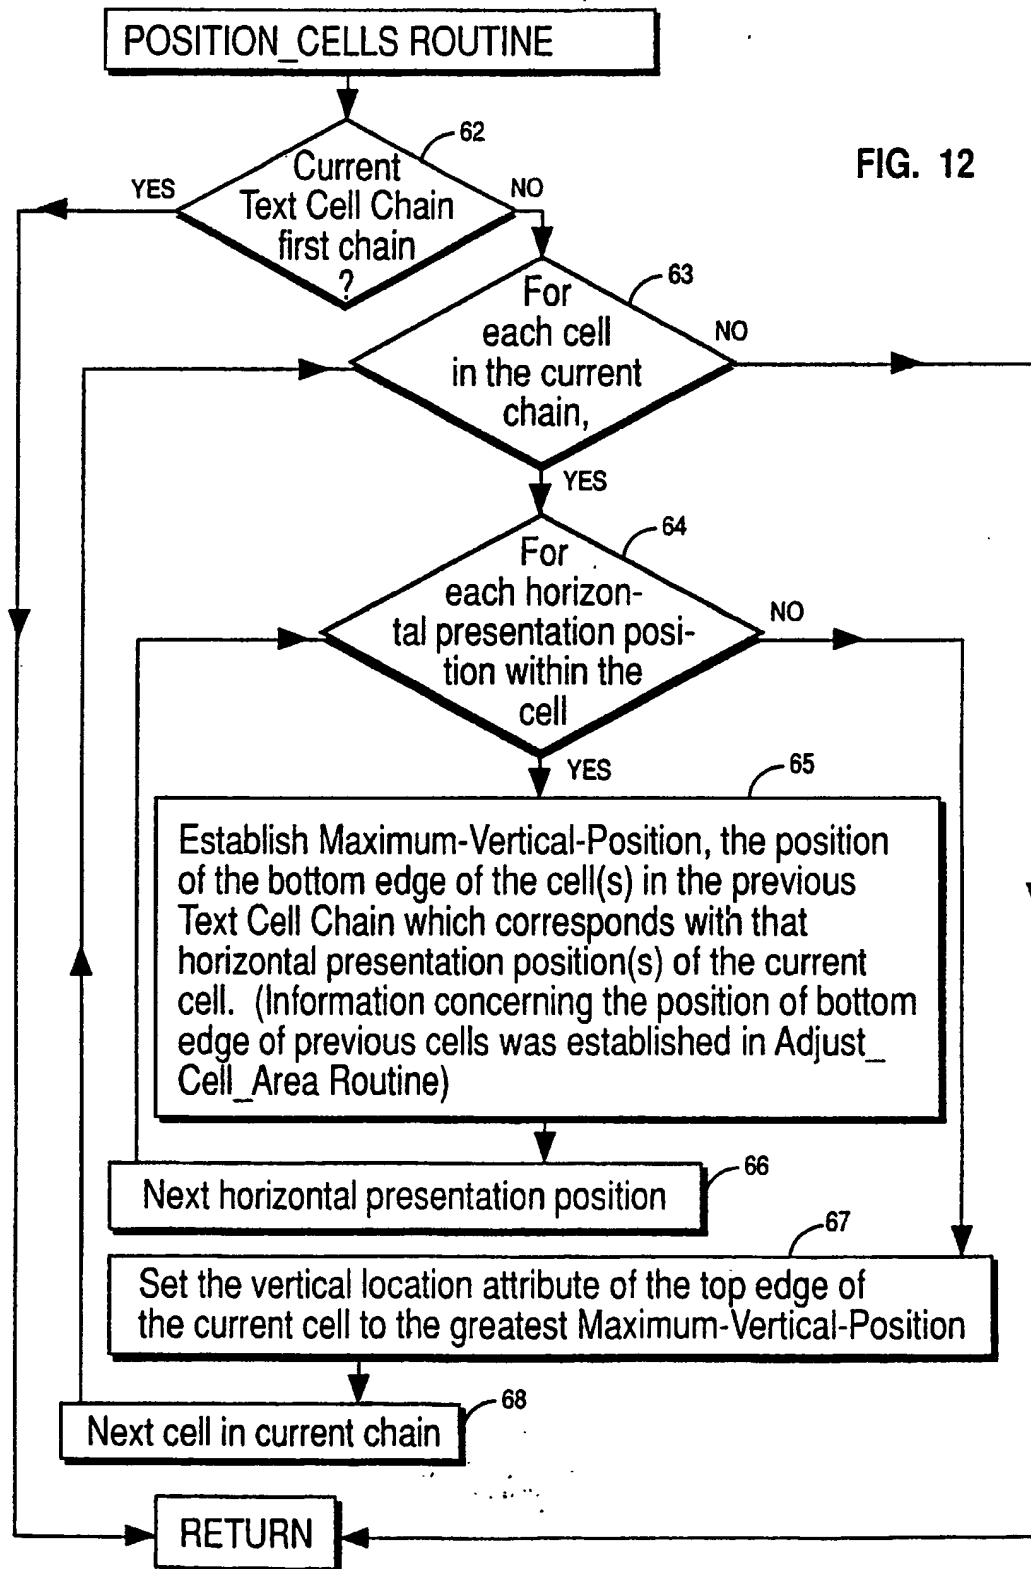 POSITION_CELLS ROUTINE
62
FIG. 12
Current
Text Cell Chain
first chain
?
YES
NO
63
For
each cell
in the current
chain,
NO
YES
64
For
each horizon-
tal presentation posi-
tion within the
cell
NO
YES
65
Establish Maximum-Vertical-Position, the position
of the bottom edge of the cell(s) in the previous
Text Cell Chain which corresponds with that
horizontal presentation position(s) of the current
cell. (Information concerning the position of bottom
edge of previous cells was established in Adjust_
Cell_Area Routine)
66
Next horizontal presentation position
67
Set the vertical location attribute of the top edge of
the current cell to the greatest Maximum-Vertical-Position
68
Next cell in current chain
RETURN